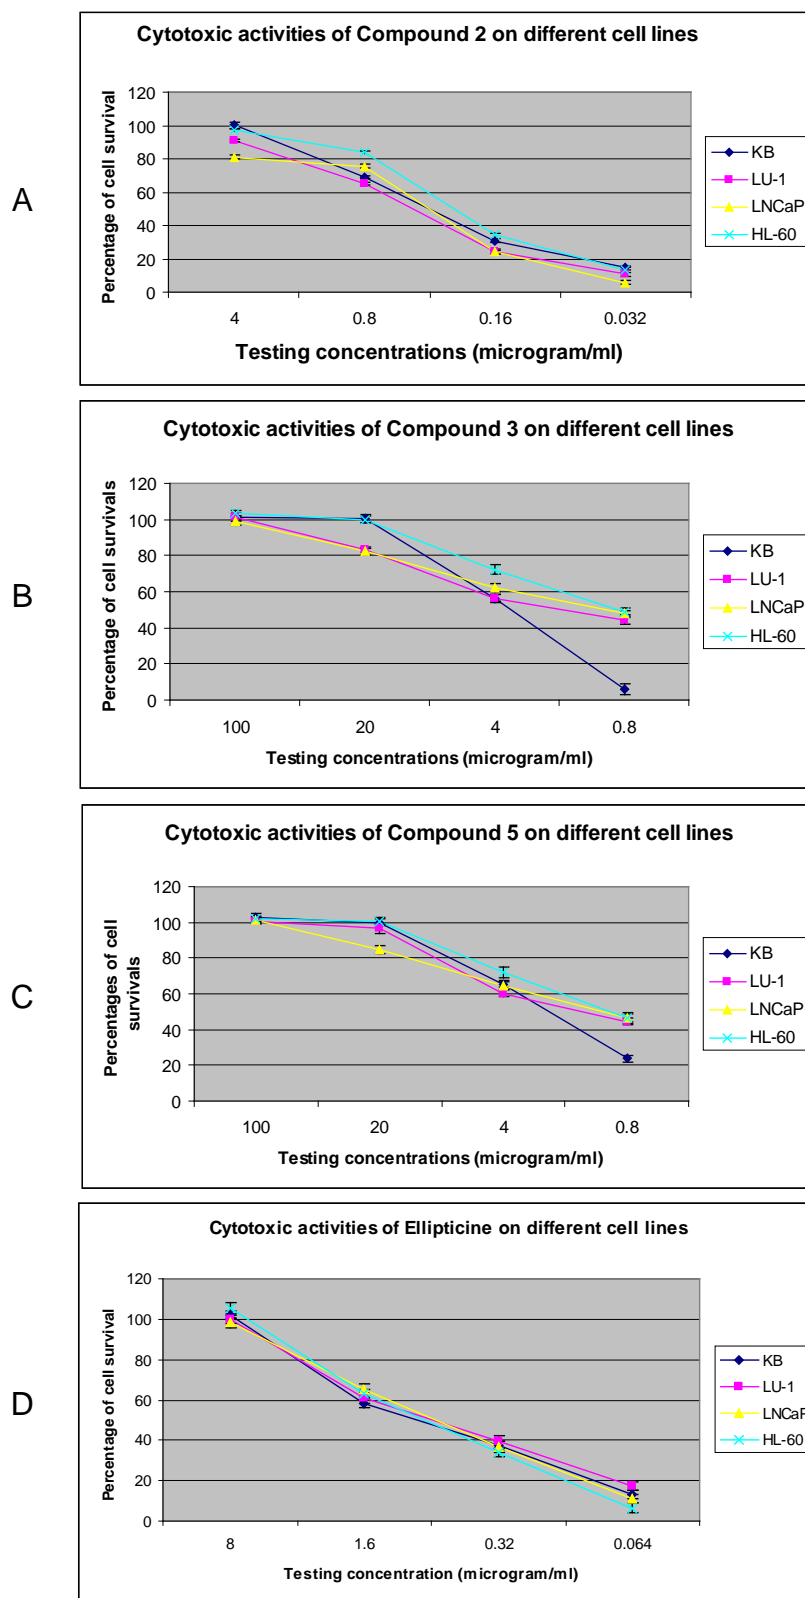 A
Cytotoxic activities of Compound 2 on different cell lines
Percentage of cell survival
120
100
80
60
40
20
0
4 0.8 0.16 0.032
Testing concentrations (microgram/ml)
KB
LU-1
LNCaP
HL-60
B
Cytotoxic activities of Compound 3 on different cell lines
Percentage of cell survivals
120
100
80
60
40
20
0
100 20 4 0.8
Testing concentrations (microgram/ml)
KB
LU-1
LNCaP
HL-60
C
Cytotoxic activities of Compound 5 on different cell lines
Percentages of cell
survivals
120
100
80
60
40
20
0
100 20 4 0.8
Testing concentrations (microgram/ml)
KB
LU-1
LNCaP
HL-60
D
Cytotoxic activities of Ellipticine on different cell lines
Percentage of cell survival
120
100
80
60
40
20
0
8 1.6 0.32 0.064
Testing concentration (microgram/ml)
KB
LU-1
LNCaP
HL-60